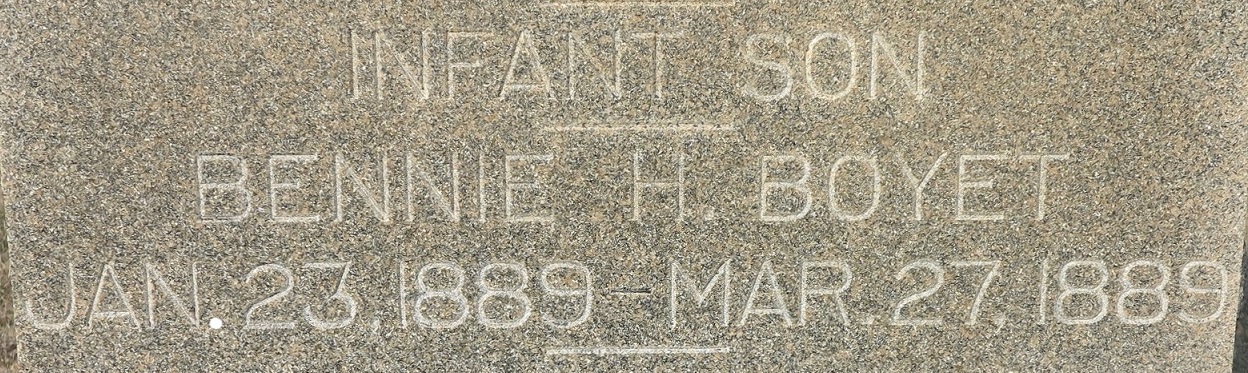 INFANT SON
BENNIE H. BOYET
JAN. 23, 1889 - MAR. 27, 1889